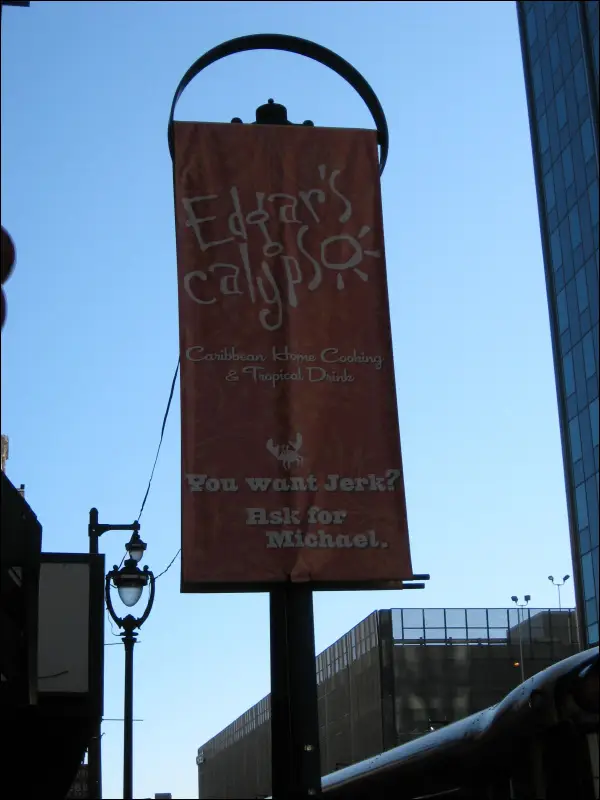 Edgar's
calypso
Caribbean Home Cooking
& Tropical Drink
You want Jerk?
Ask for
Michael.